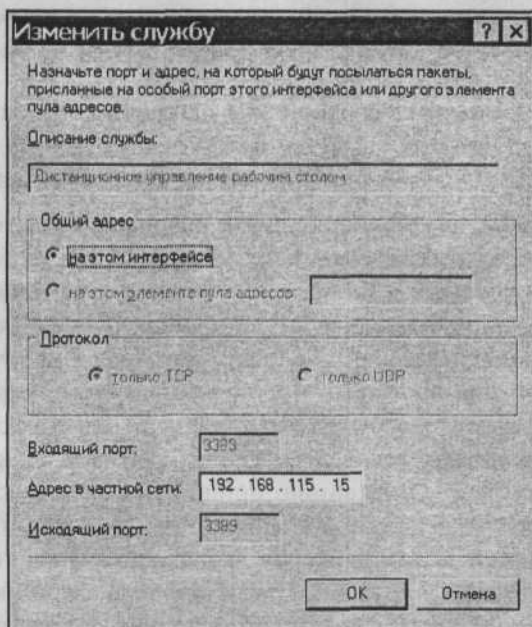 Изменить службу
Назначьте порт и адрес, на который будут посылаться пакеты,
присланные на особый порт этого интерфейса или другого элемента
пула адресов.
Описание службы:
Дистанционное управление рабочим столом
Общий адрес
на этом интерфейсе
на этом элементе пула адресов:
Протокол
только TCP
только UDP
Входящий порт:
3389
Адрес в частной сети:
192 . 168 . 115 . 15
Исходящий порт:
3389
OK
Отмена